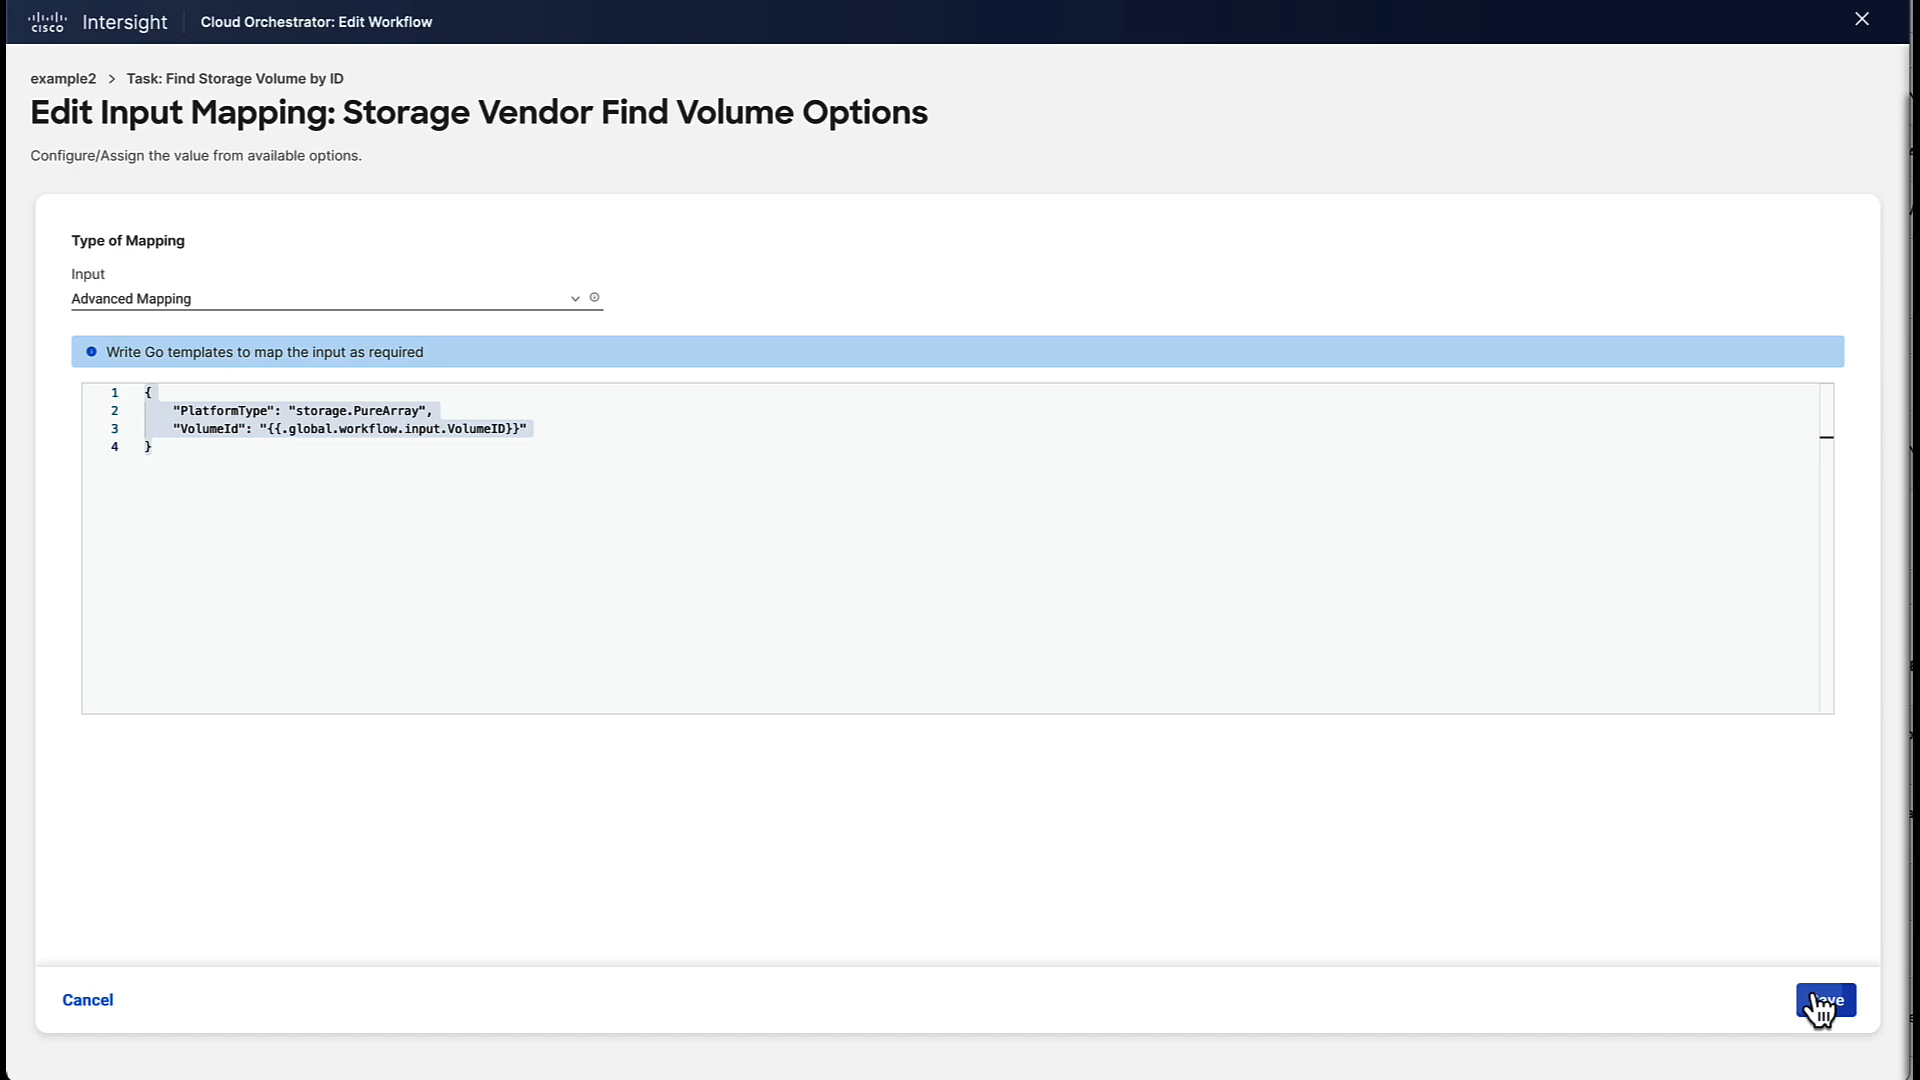 cisco Intersight Cloud Orchestrator: Edit Workflow
example2 > Task: Find Storage Volume by ID
Edit Input Mapping: Storage Vendor Find Volume Options
Configure/Assign the value from available options.
Type of Mapping
Input
Advanced Mapping
Write Go templates to map the input as required
1 {
2 "PlatformType": "storage.PureArray",
3 "VolumeId": "{{.global.workflow.input.VolumeID}}"
4 }
Cancel